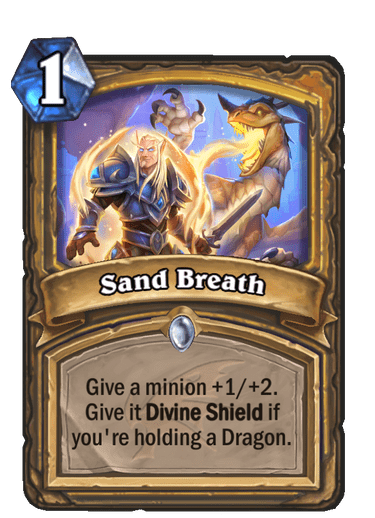 1
Sand Breath
Give a minion +1/+2.
Give it Divine Shield if
you're holding a Dragon.